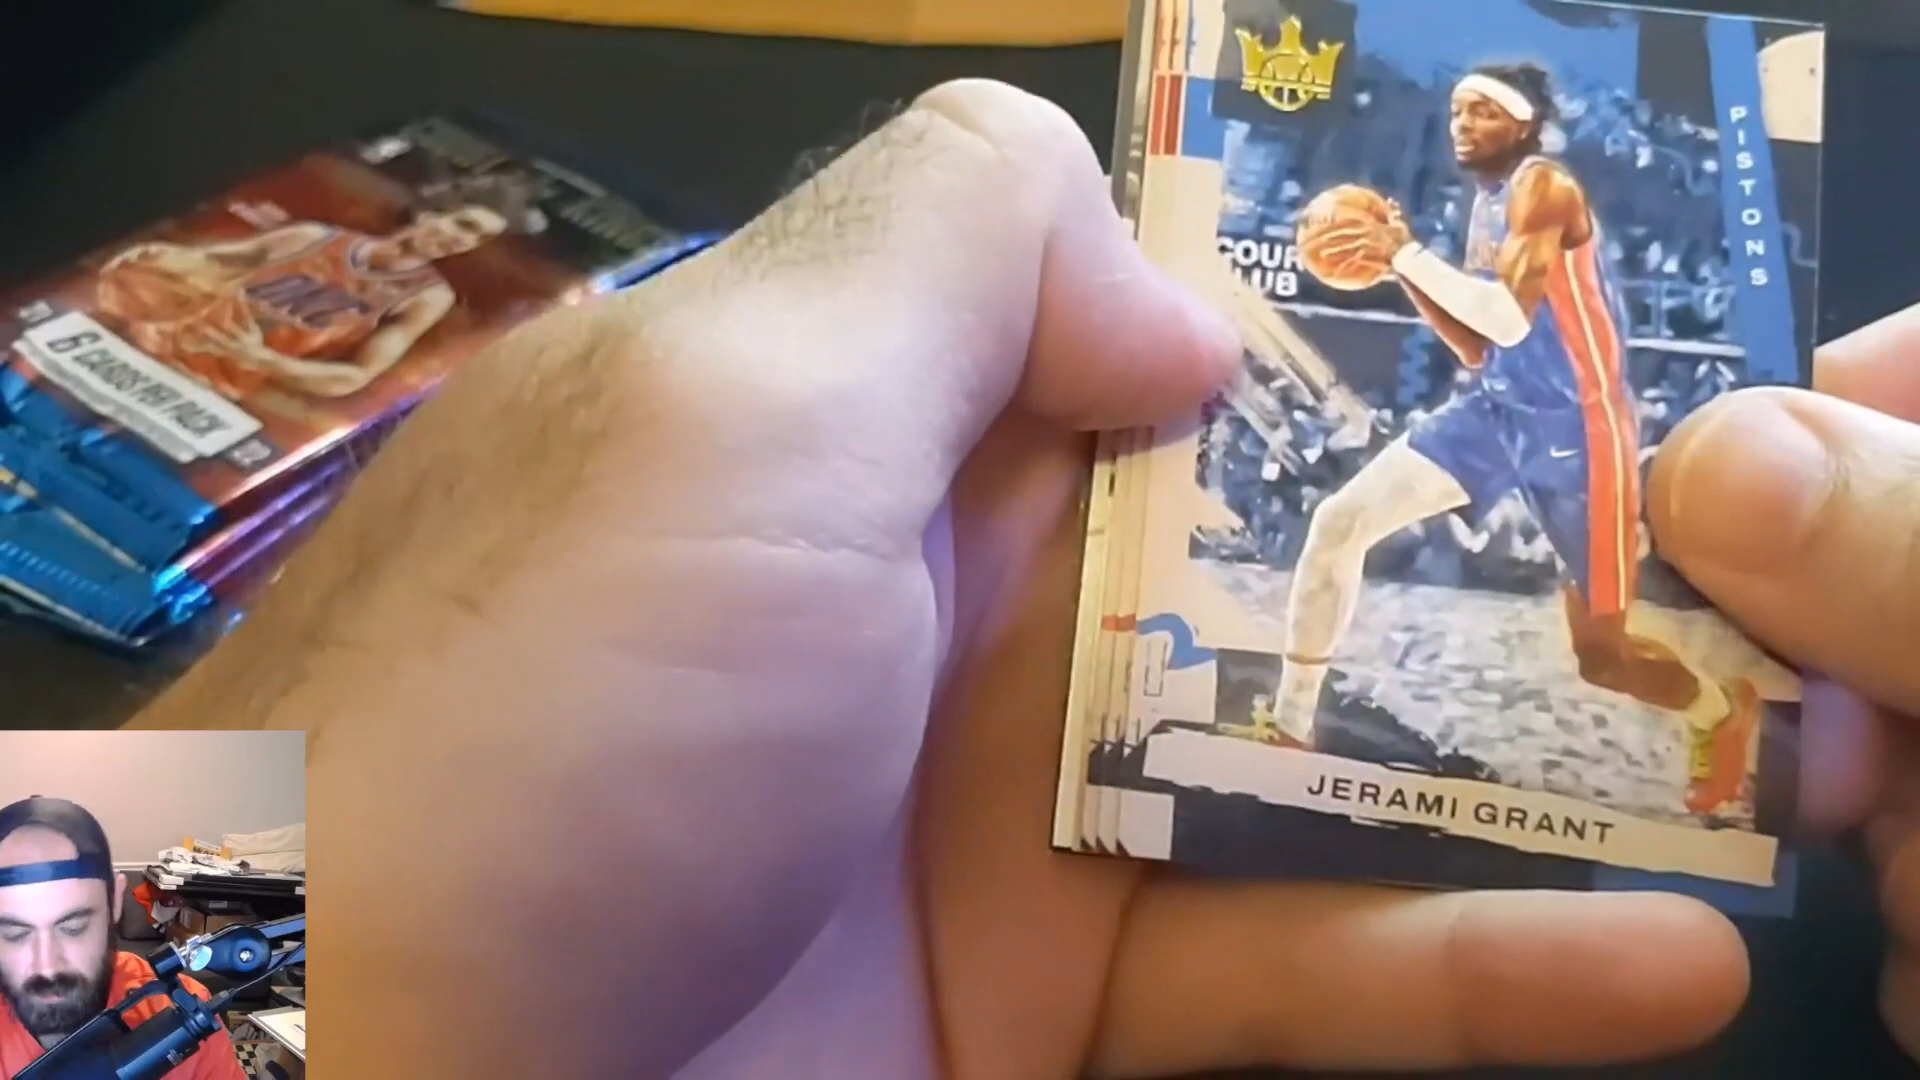 PISTONS
COUR
LUB
OKC
6 CARDS PER PACK
JERAMI GRANT